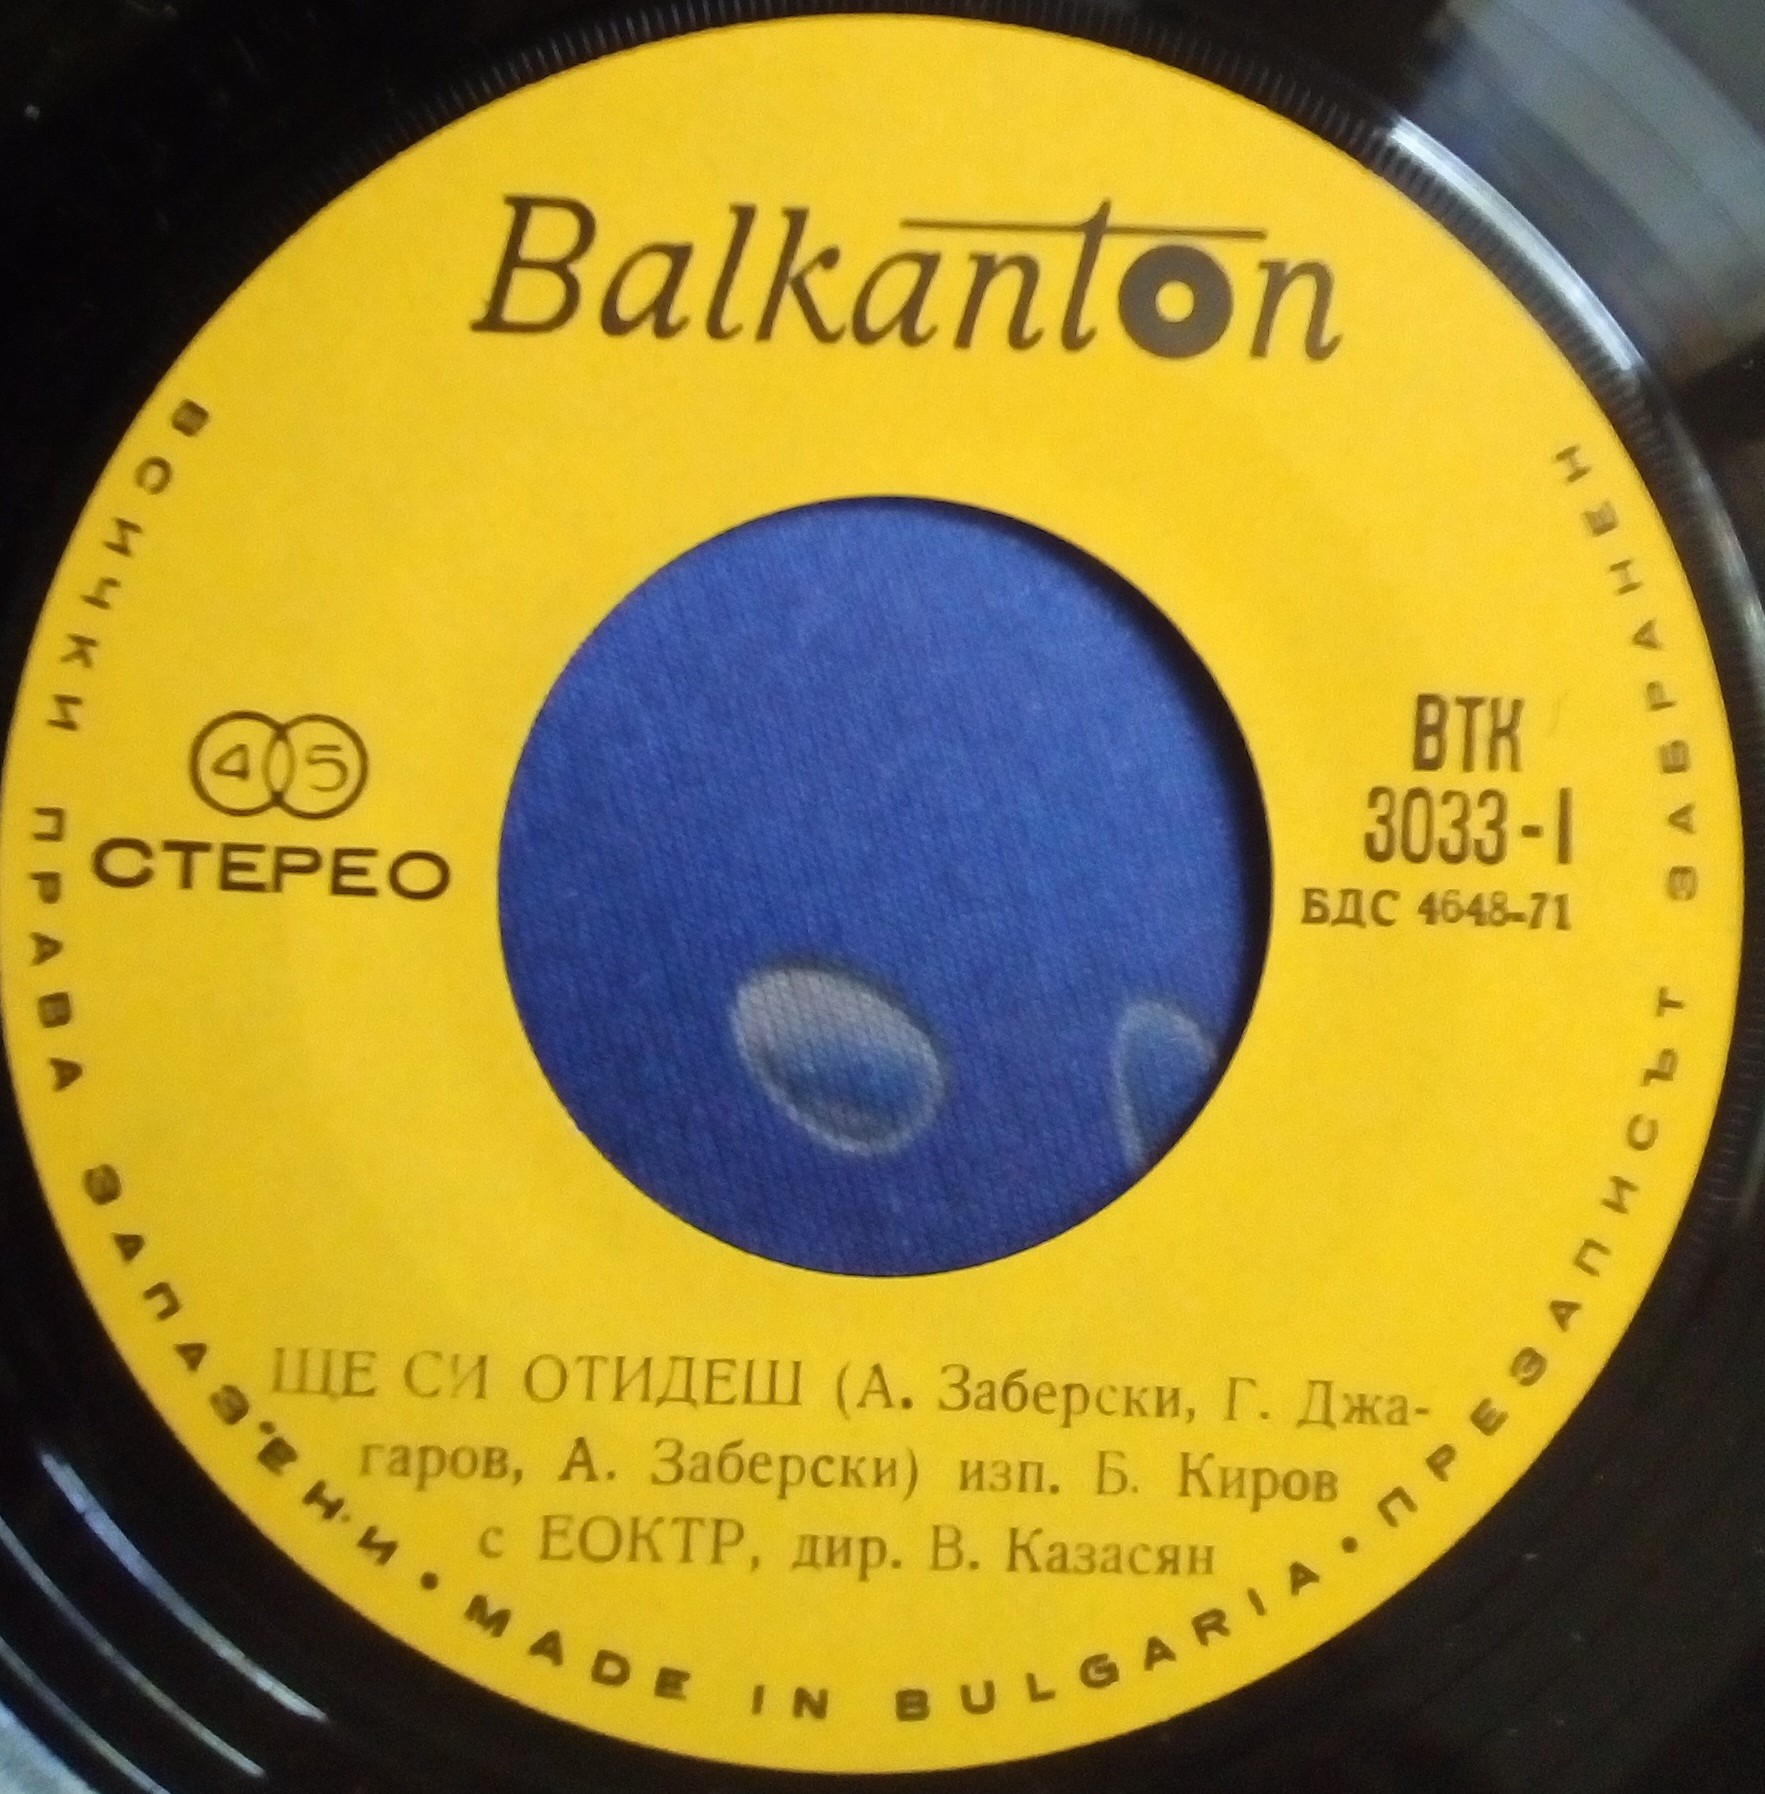 Balkanton
45
СТЕРЕО
ВТК
3033-I
БДС 4648-71
ЩЕ СИ ОТИДЕШ (А. Заберски, Г. Джа-
гаров, А. Заберски) изп. Б. Киров
с ЕОКТР, дир. В. Казасян
ВСИЧКИ ПРАВА ЗАПАЗЕНИ • MADE IN BULGARIA • ПРЕЗАПИСЪТ ЗАБРАНЕН